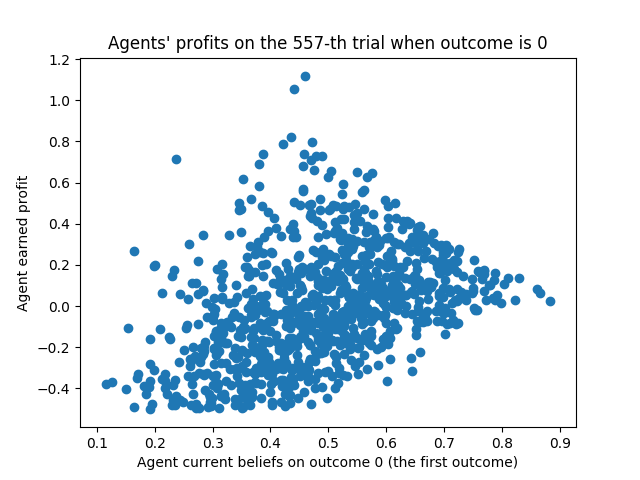 Agents' profits on the 557-th trial when outcome is 0
1.2
1.0
0.8
0.6
0.4
0.2
0.0
−0.2
−0.4
Agent earned profit
0.1 0.2 0.3 0.4 0.5 0.6 0.7 0.8 0.9
Agent current beliefs on outcome 0 (the first outcome)